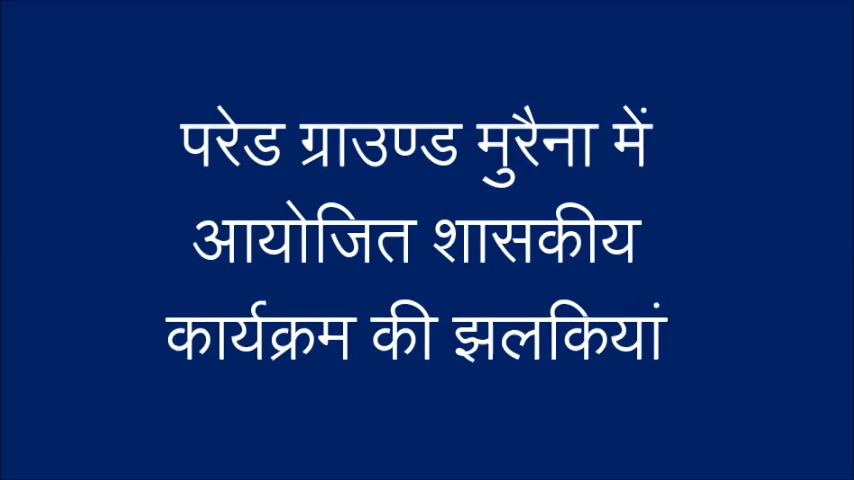 परेड ग्राउण्ड मुरैना में
आयोजित शासकीय
कार्यक्रम की झलकियां